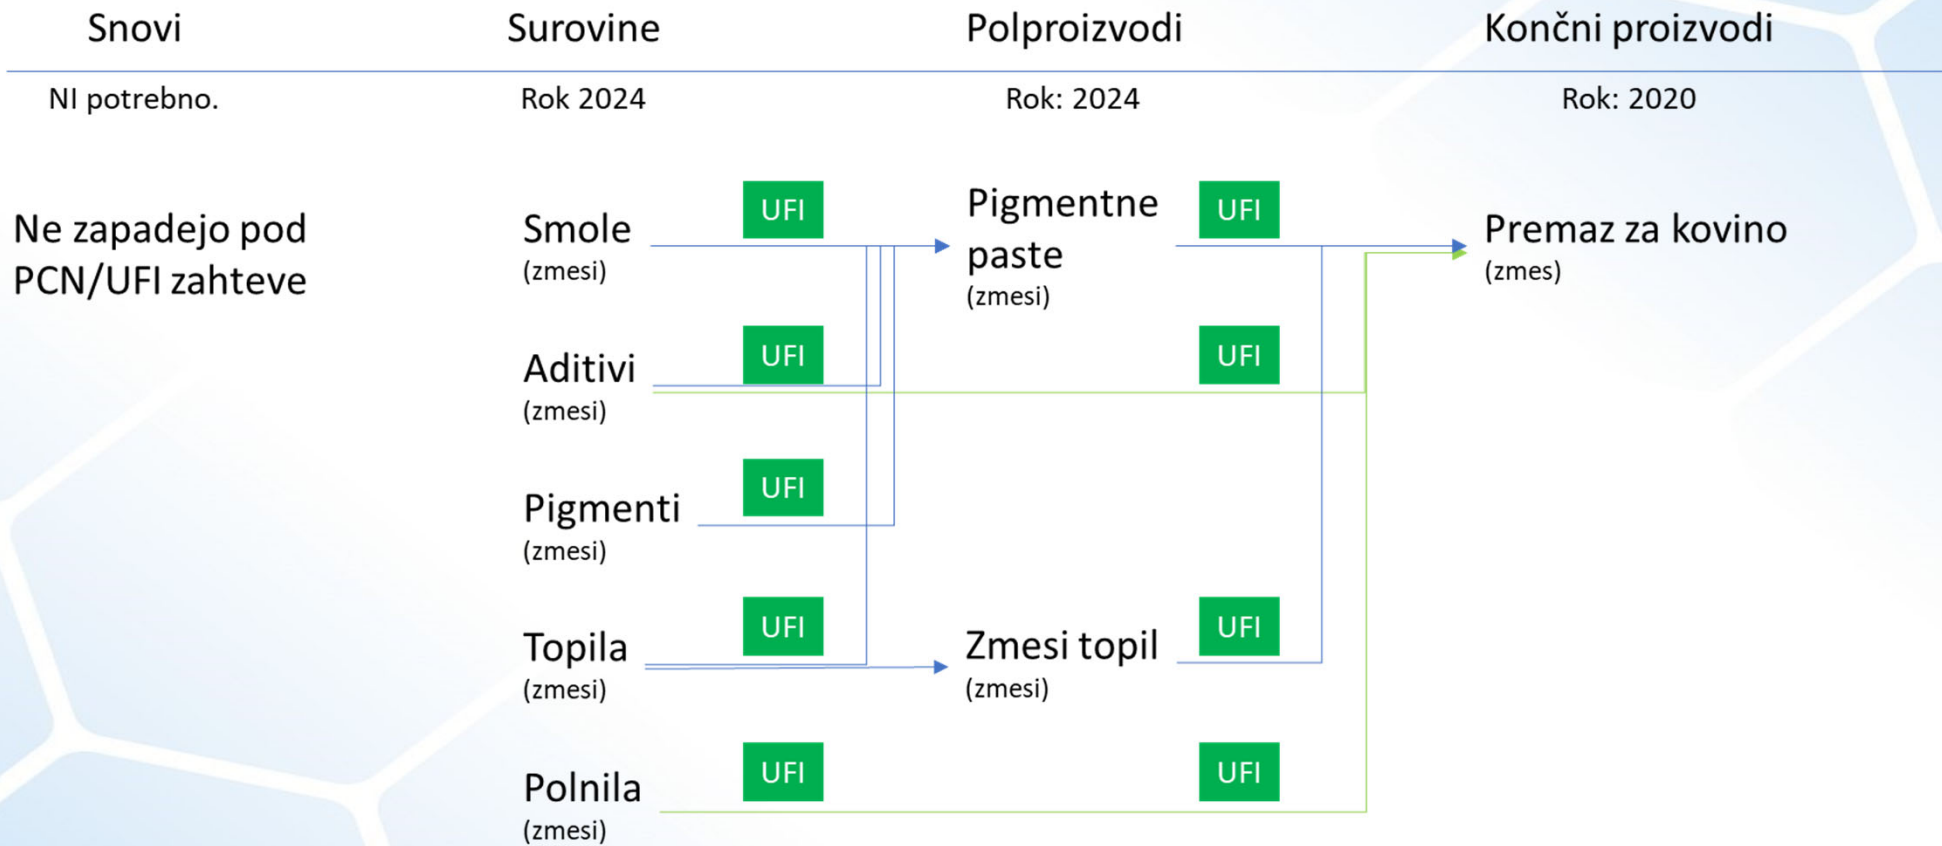 Snovi
Surovine
Polproizvodi
Končni proizvodi
NI potrebno.
Rok 2024
Rok: 2024
Rok: 2020
Ne zapadejo pod
PCN/UFI zahteve
Smole
(zmesi)
UFI
Pigmentne
paste
(zmesi)
UFI
Premaz za kovino
(zmes)
Aditivi
(zmesi)
UFI
UFI
Pigmenti
(zmesi)
UFI
Topila
(zmesi)
UFI
Zmesi topil
(zmesi)
UFI
Polnila
(zmesi)
UFI
UFI